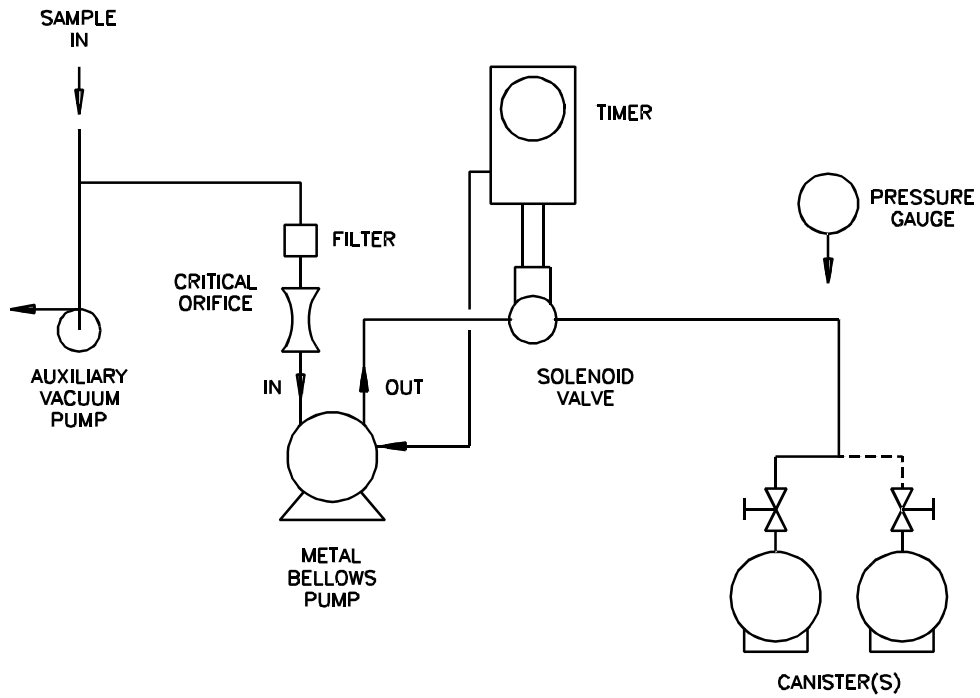 SAMPLE
IN
TIMER
PRESSURE
GAUGE
FILTER
CRITICAL
ORIFICE
IN
OUT
AUXILIARY
VACUUM
PUMP
SOLENOID
VALVE
METAL
BELLOWS
PUMP
CANISTER(S)